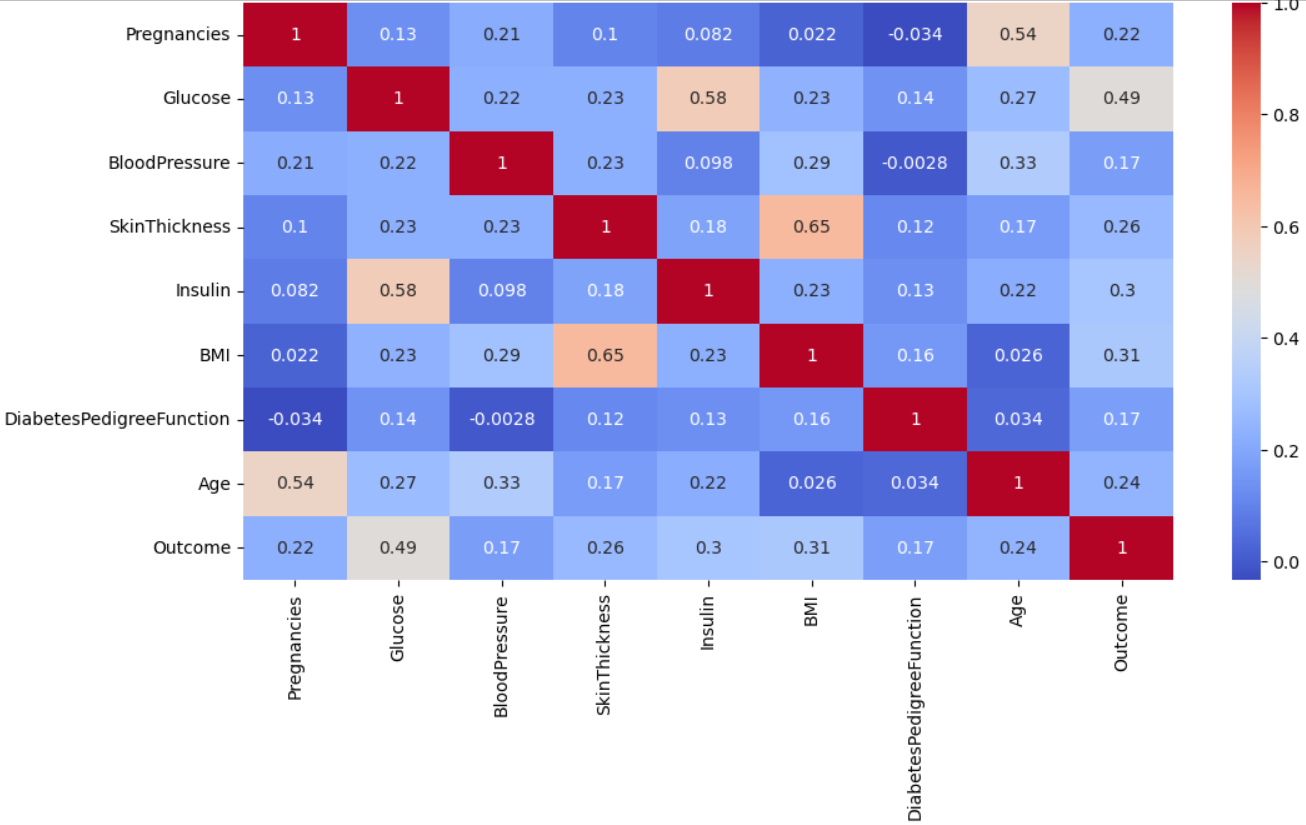 Pregnancies 1 0.13 0.21 0.1 0.082 0.022 -0.034 0.54 0.22
Glucose 0.13 1 0.22 0.23 0.58 0.23 0.14 0.27 0.49
BloodPressure 0.21 0.22 1 0.23 0.098 0.29 -0.0028 0.33 0.17
SkinThickness 0.1 0.23 0.23 1 0.18 0.65 0.12 0.17 0.26
Insulin 0.082 0.58 0.098 0.18 1 0.23 0.13 0.22 0.3
BMI 0.022 0.23 0.29 0.65 0.23 1 0.16 0.026 0.31
DiabetesPedigreeFunction -0.034 0.14 -0.0028 0.12 0.13 0.16 1 0.034 0.17
Age 0.54 0.27 0.33 0.17 0.22 0.026 0.034 1 0.24
Outcome 0.22 0.49 0.17 0.26 0.3 0.31 0.17 0.24 1
Pregnancies
Glucose
BloodPressure
SkinThickness
Insulin
BMI
DiabetesPedigreeFunction
Age
Outcome
1.0
0.8
0.6
0.4
0.2
0.0